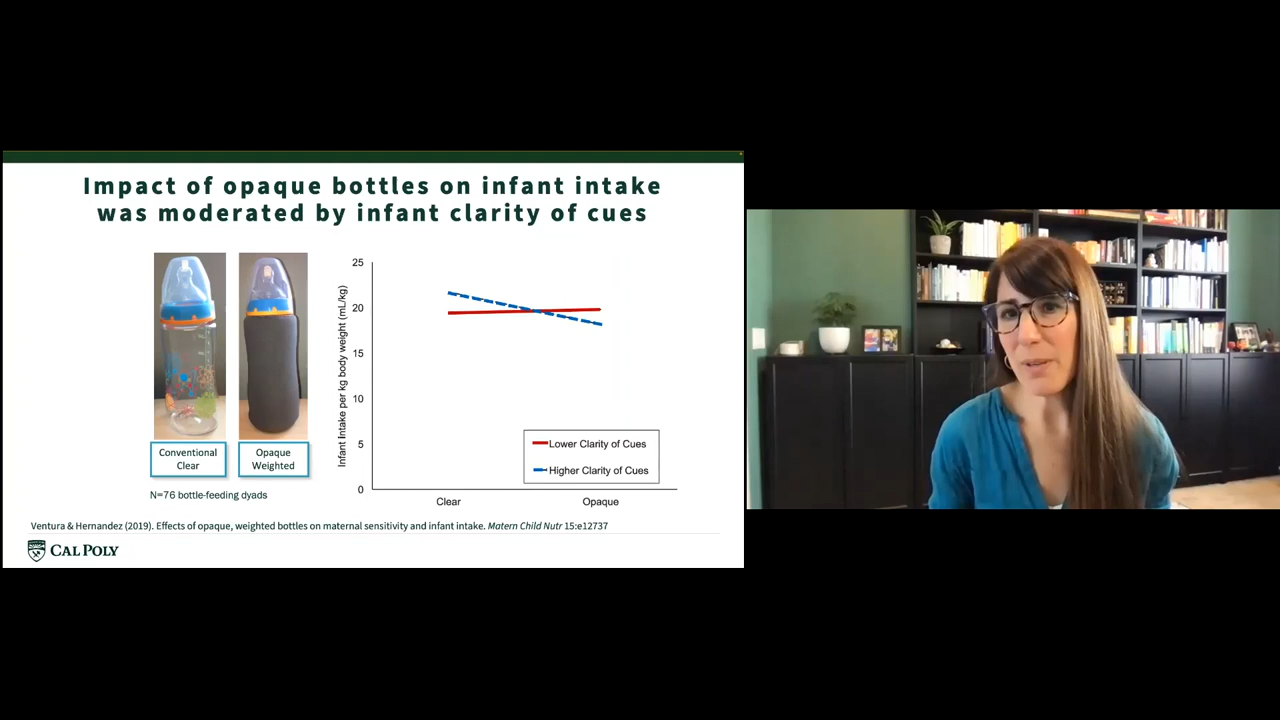 Impact of opaque bottles on infant intake
was moderated by infant clarity of cues
Conventional
Clear
Opaque
Weighted
N=76 bottle-feeding dyads
Infant Intake per kg body weight (mL/kg)
25
20
15
10
5
0
Clear
Opaque
Lower Clarity of Cues
Higher Clarity of Cues
Ventura & Hernandez (2019). Effects of opaque, weighted bottles on maternal sensitivity and infant intake. Matern Child Nutr 15:e12737
CAL POLY